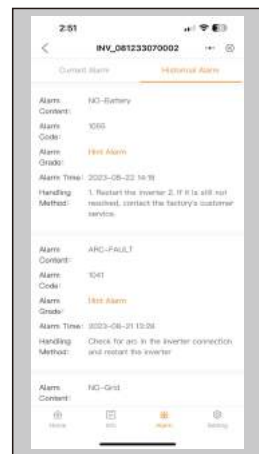 2:51
INV_081233070002
Current Alarm
Historical Alarm
Alarm Content: NO-Battery
Alarm Code: 1055
Alarm Grade: Hint Alarm
Alarm Time: 2023-08-22 14:18
Handling Method: 1. Restart the inverter 2. If it is still not
resolved, contact the factory's customer
service.
Alarm Content: ARC-FAULT
Alarm Code: 1041
Alarm Grade: Hint Alarm
Alarm Time: 2023-08-21 13:28
Handling Method: Check for arc in the inverter connection
and restart the inverter
Alarm Content: NO-Grid
Home
Info
Alarm
Setting